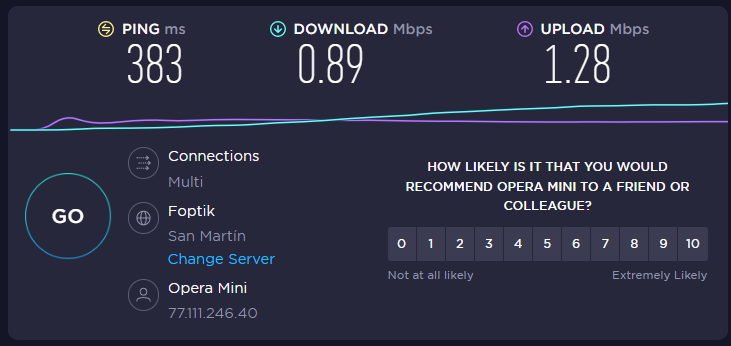 PING ms
383
DOWNLOAD Mbps
0.89
UPLOAD Mbps
1.28
GO
Connections
Multi
Foptik
San Martín
Change Server
Opera Mini
77.111.246.40
HOW LIKELY IS IT THAT YOU WOULD
RECOMMEND OPERA MINI TO A FRIEND OR
COLLEAGUE?
0 1 2 3 4 5 6 7 8 9 10
Not at all likely Extremely Likely